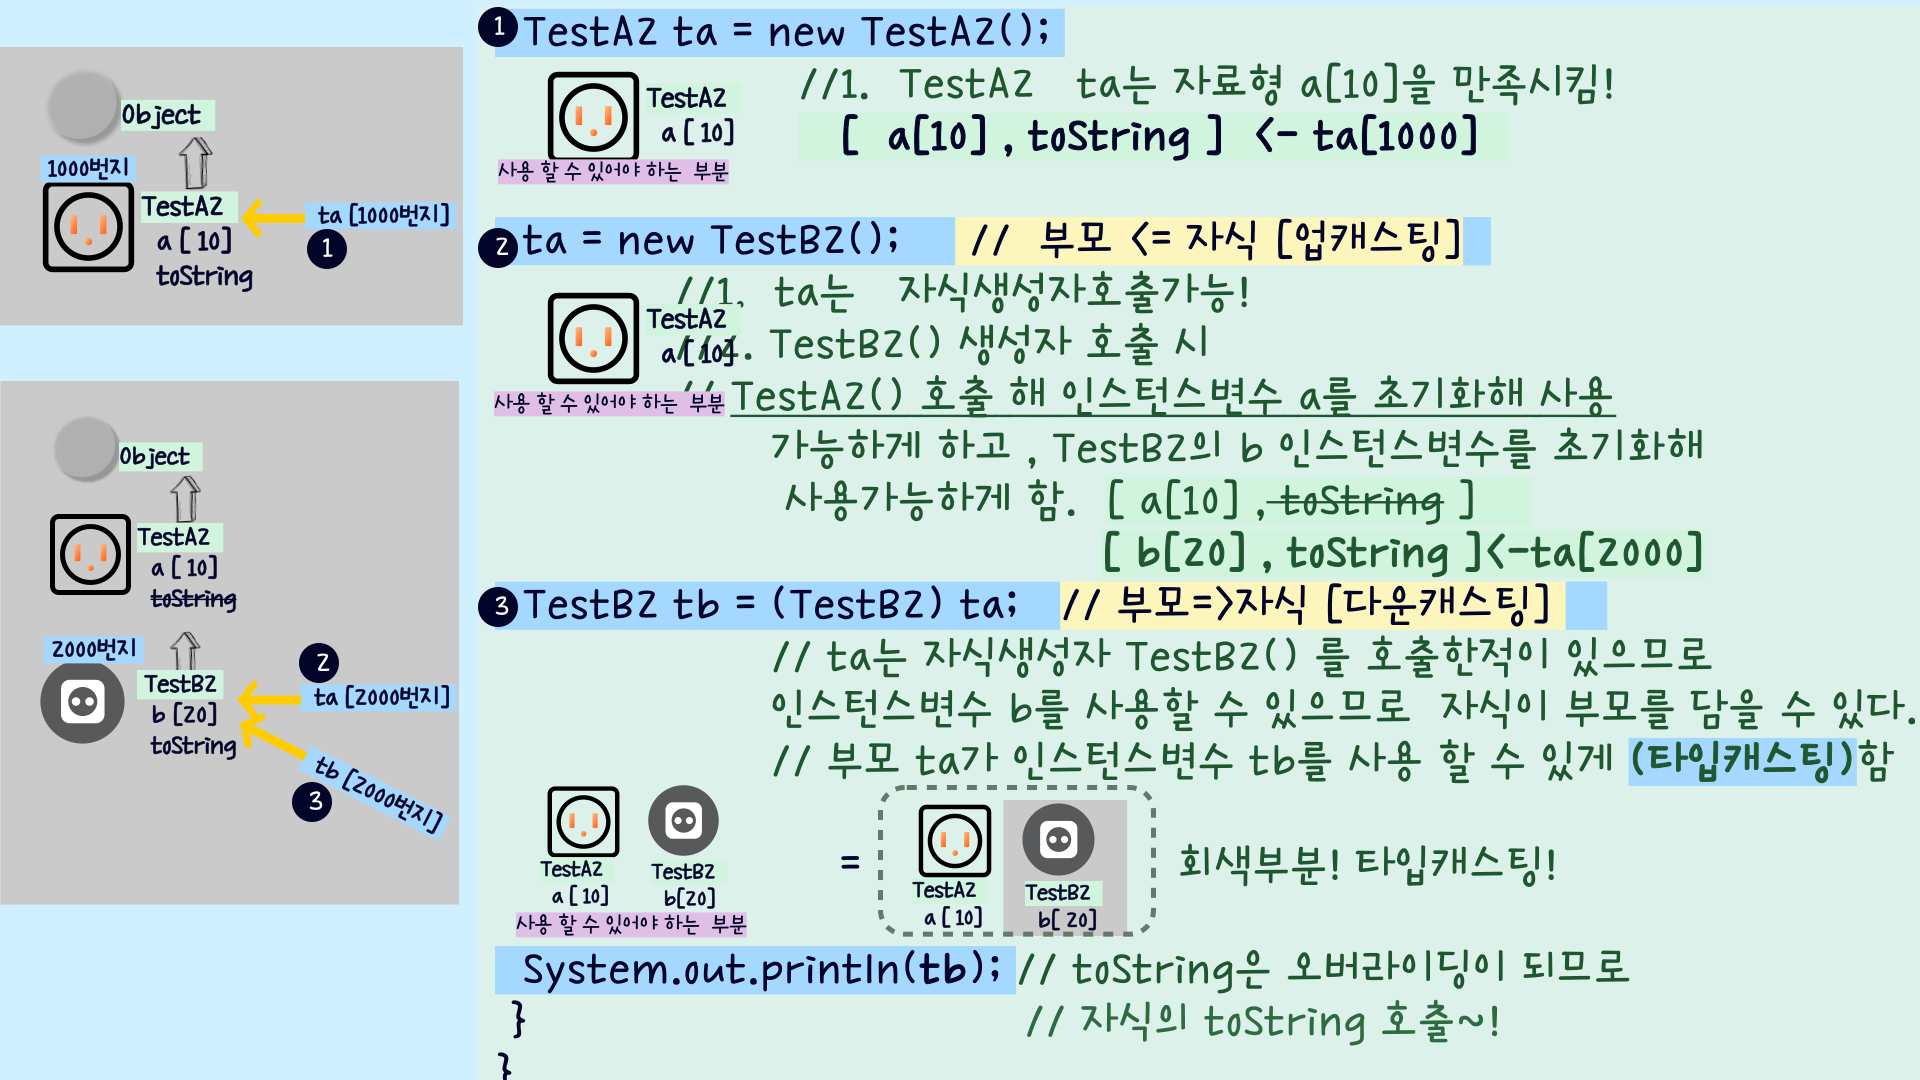 Object
1000번지
TestA2
a [ 10]
toString
ta [1000번지]
1
Object
TestA2
a [ 10]
toString
2000번지
TestB2
b [20]
toString
2
ta [2000번지]
tb [2000번지]
3
1 TestA2 ta = new TestA2();
TestA2
a [ 10]
사용 할 수 있어야 하는 부분
//1. TestA2 ta는 자료형 a[10]을 만족시킴!
[ a[10] , toString ] <- ta[1000]
2 ta = new TestB2(); // 부모 <= 자식 [업캐스팅]
TestA2
a [10]
사용 할 수 있어야 하는 부분
//1. ta는 자식생성자호출가능!
. TestB2() 생성자 호출 시
// TestA2() 호출 해 인스턴스변수 a를 초기화해 사용
가능하게 하고 , TestB2의 b 인스턴스변수를 초기화해
사용가능하게 함. [ a[10] , toString ]
[ b[20] , toString ]<-ta[2000]
3 TestB2 tb = (TestB2) ta; // 부모=>자식 [다운캐스팅]
// ta는 자식생성자 TestB2() 를 호출한적이 있으므로
인스턴스변수 b를 사용할 수 있으므로 자식이 부모를 담을 수 있다.
// 부모 ta가 인스턴스변수 tb를 사용 할 수 있게 (타입캐스팅)함
TestA2
a [ 10]
TestB2
b[20]
사용 할 수 있어야 하는 부분
=
TestA2
a [ 10]
TestB2
b[ 20]
회색부분! 타입캐스팅!
System.out.println(tb); // toString은 오버라이딩이 되므로
} // 자식의 toString 호출~!
}